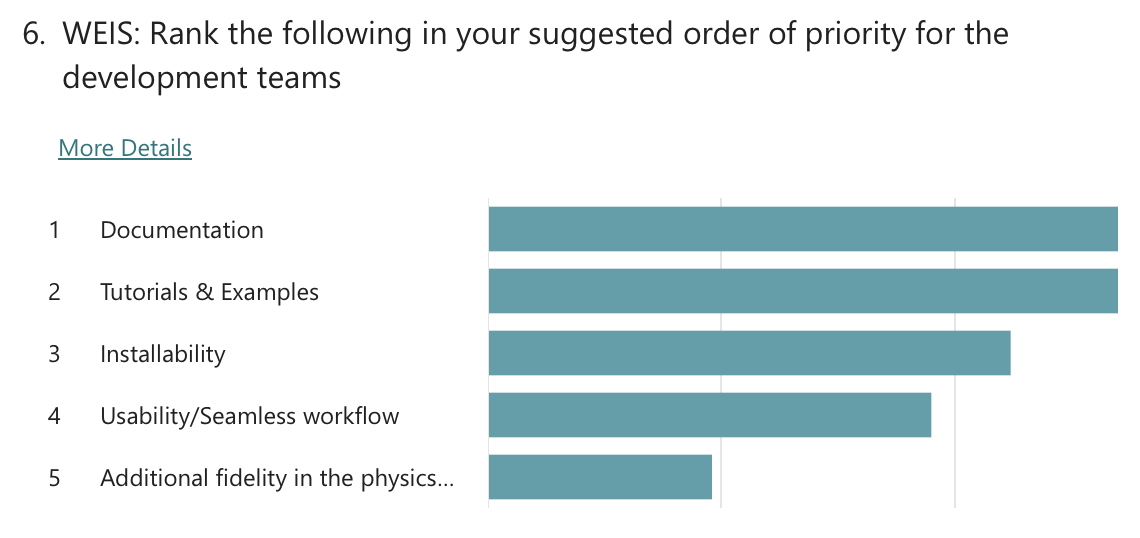 6. WEIS: Rank the following in your suggested order of priority for the
development teams
More Details
1 Documentation
2 Tutorials & Examples
3 Installability
4 Usability/Seamless workflow
5 Additional fidelity in the physics...